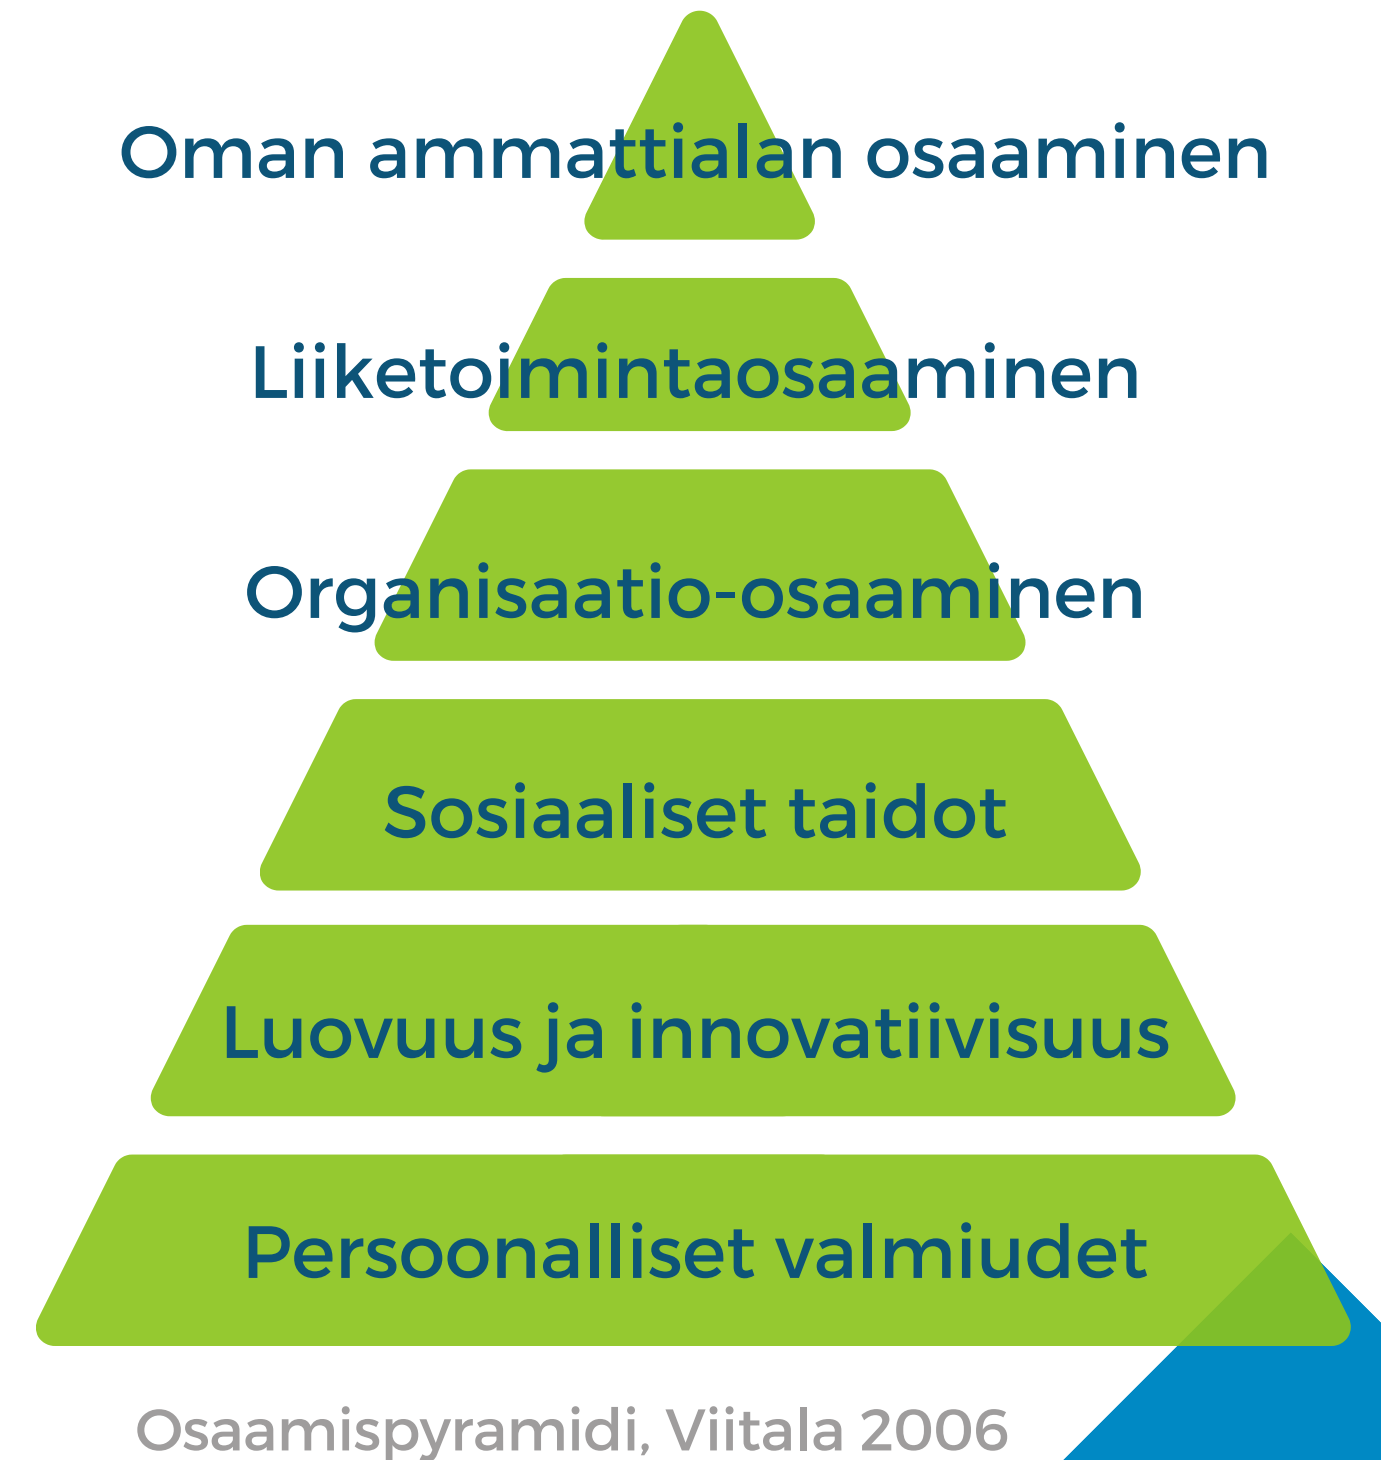 Oman ammattialan osaaminen
Liiketoimintaosaaminen
Organisaatio-osaaminen
Sosiaaliset taidot
Luovuus ja innovatiivisuus
Persoonalliset valmiudet
Osaamispyramidi, Viitala 2006